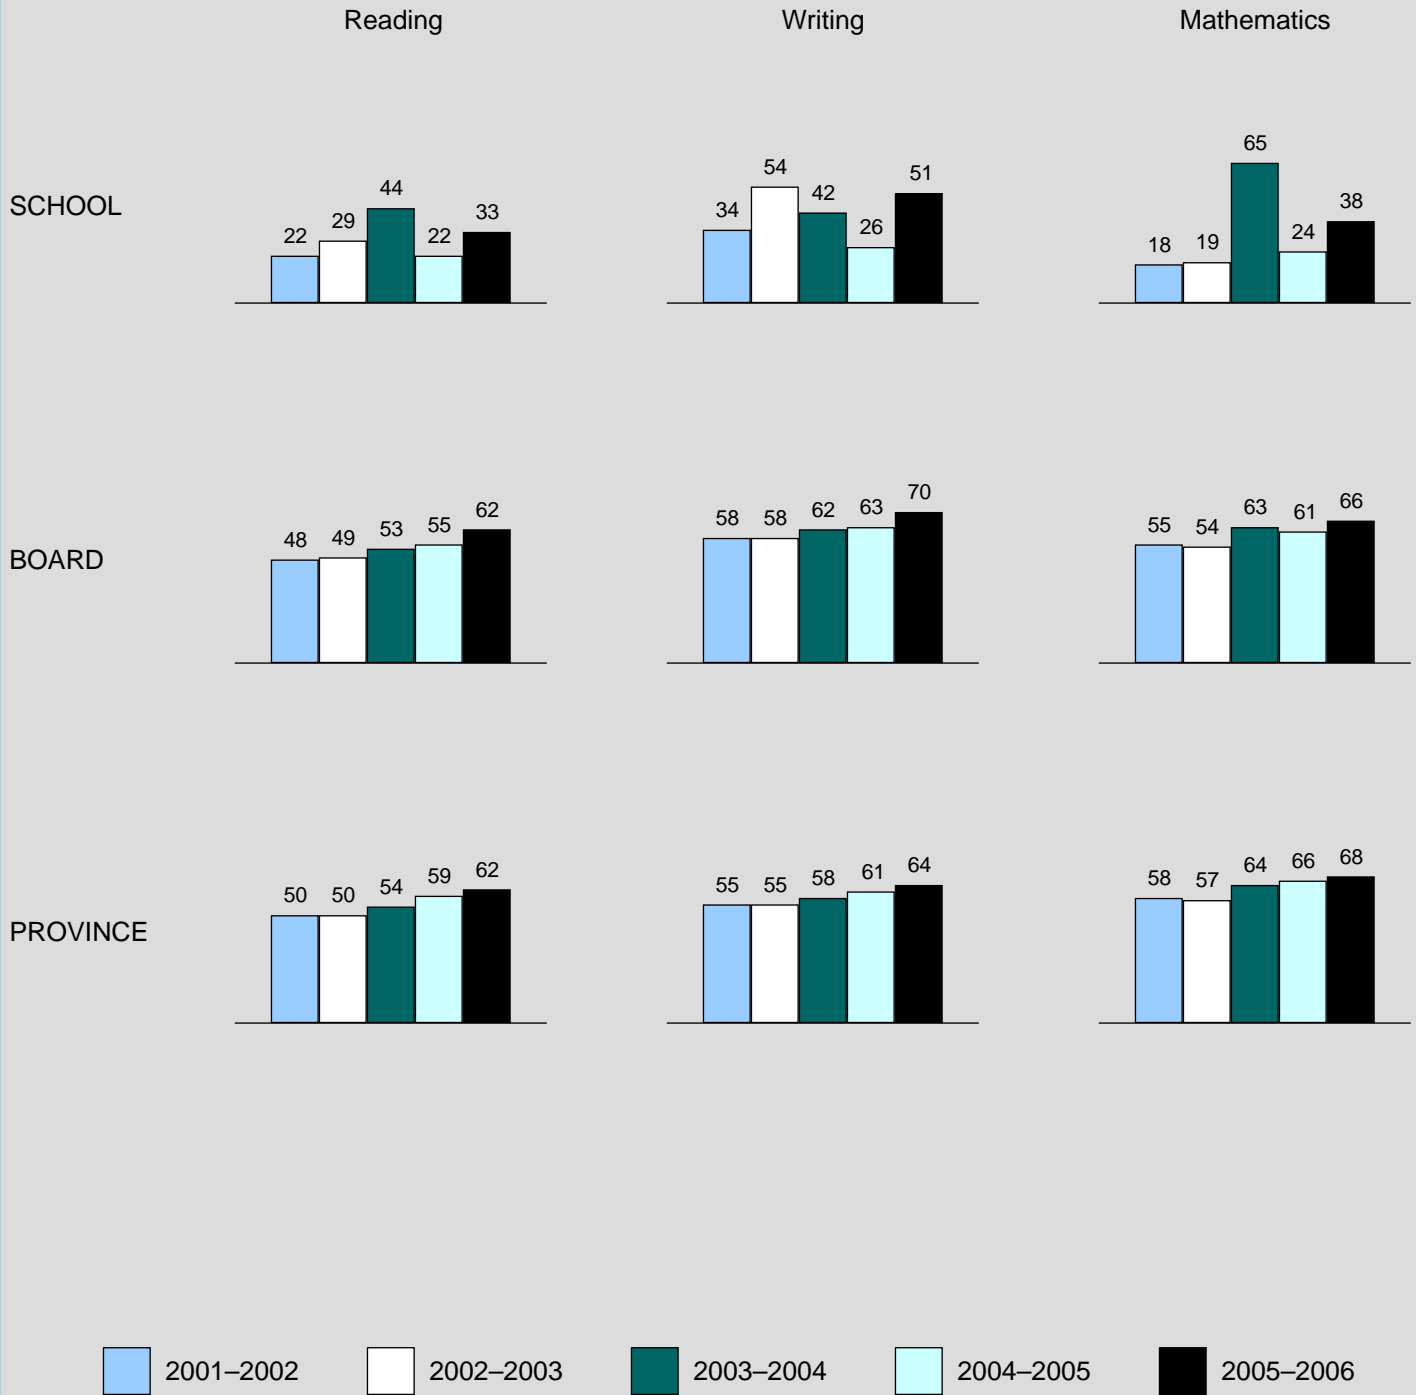 Reading Writing Mathematics
SCHOOL
22 29 44 22 33
34 54 42 26 51
18 19 65 24 38
BOARD
48 49 53 55 62
58 58 62 63 70
55 54 63 61 66
PROVINCE
50 50 54 59 62
55 55 58 61 64
58 57 64 66 68
2001–2002 2002–2003 2003–2004 2004–2005 2005–2006